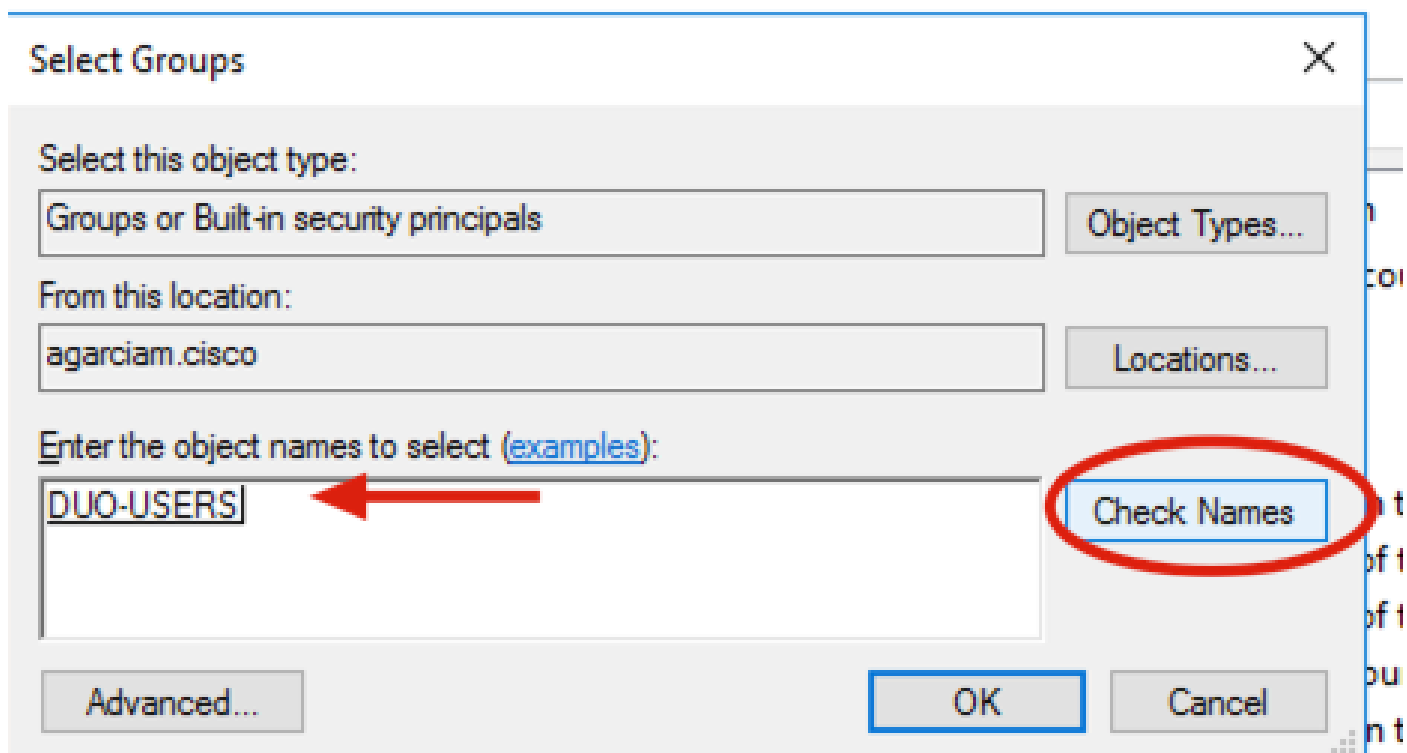 Select Groups
Select this object type:
Groups or Built-in security principals
Object Types...
From this location:
agarciam.cisco
Locations...
Enter the object names to select (examples):
DUO-USERS
Check Names
Advanced...
OK
Cancel